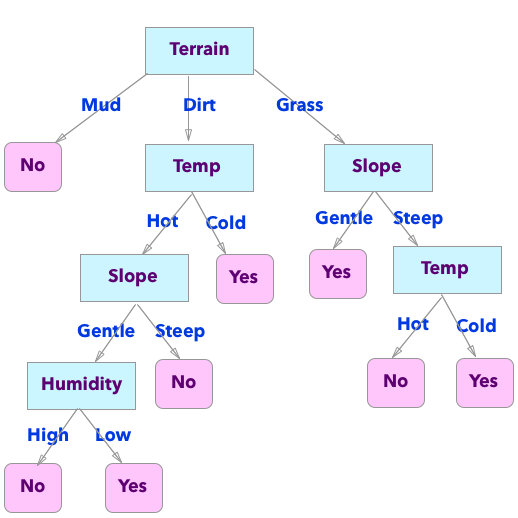 Terrain
Mud Dirt Grass
No Temp Slope
Hot Cold Gentle Steep
Slope Yes Yes Temp
Gentle Steep Hot Cold
Humidity No No Yes
High Low
No Yes